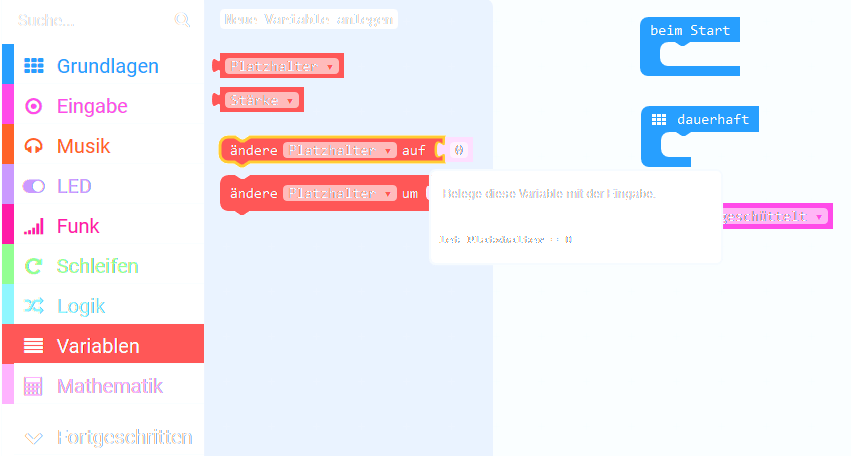 Suche...
Grundlagen
Eingabe
Musik
LED
Funk
Schleifen
Logik
Variablen
Mathematik
Fortgeschritten
Neue Variable anlegen
Platzhalter
Stärke
ändere Platzhalter auf 0
ändere Platzhalter um
Belege diese Variable mit der Eingabe.
let Platzhalter = 0
beim Start
dauerhaft
geschüttelt